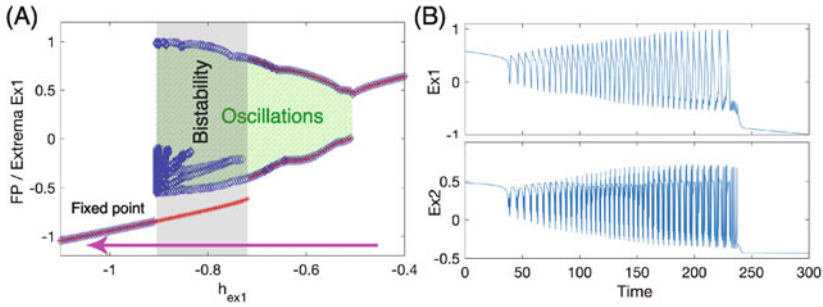 (A)
FP / Extrema Ex1
1
0.5
0
-0.5
-1
Bistability
Oscillations
Fixed point
-1
-0.8
-0.6
-0.4
h_ex1
(B)
Ex1
1
0
-1
Ex2
0.5
0
-0.5
0
50
100
150
200
250
300
Time